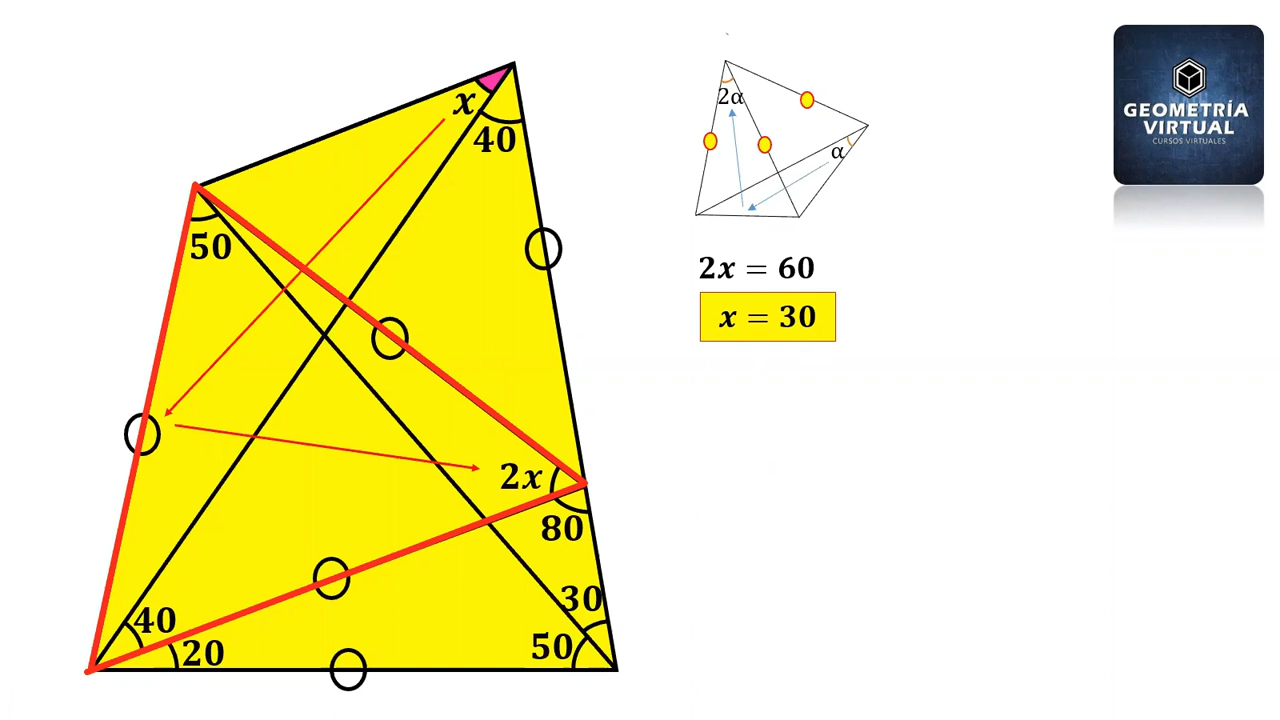 x
40
50
2x
80
30
40
20
50
2α
α
2x = 60
x = 30
GEOMETRÍA
VIRTUAL
CURSOS VIRTUALES